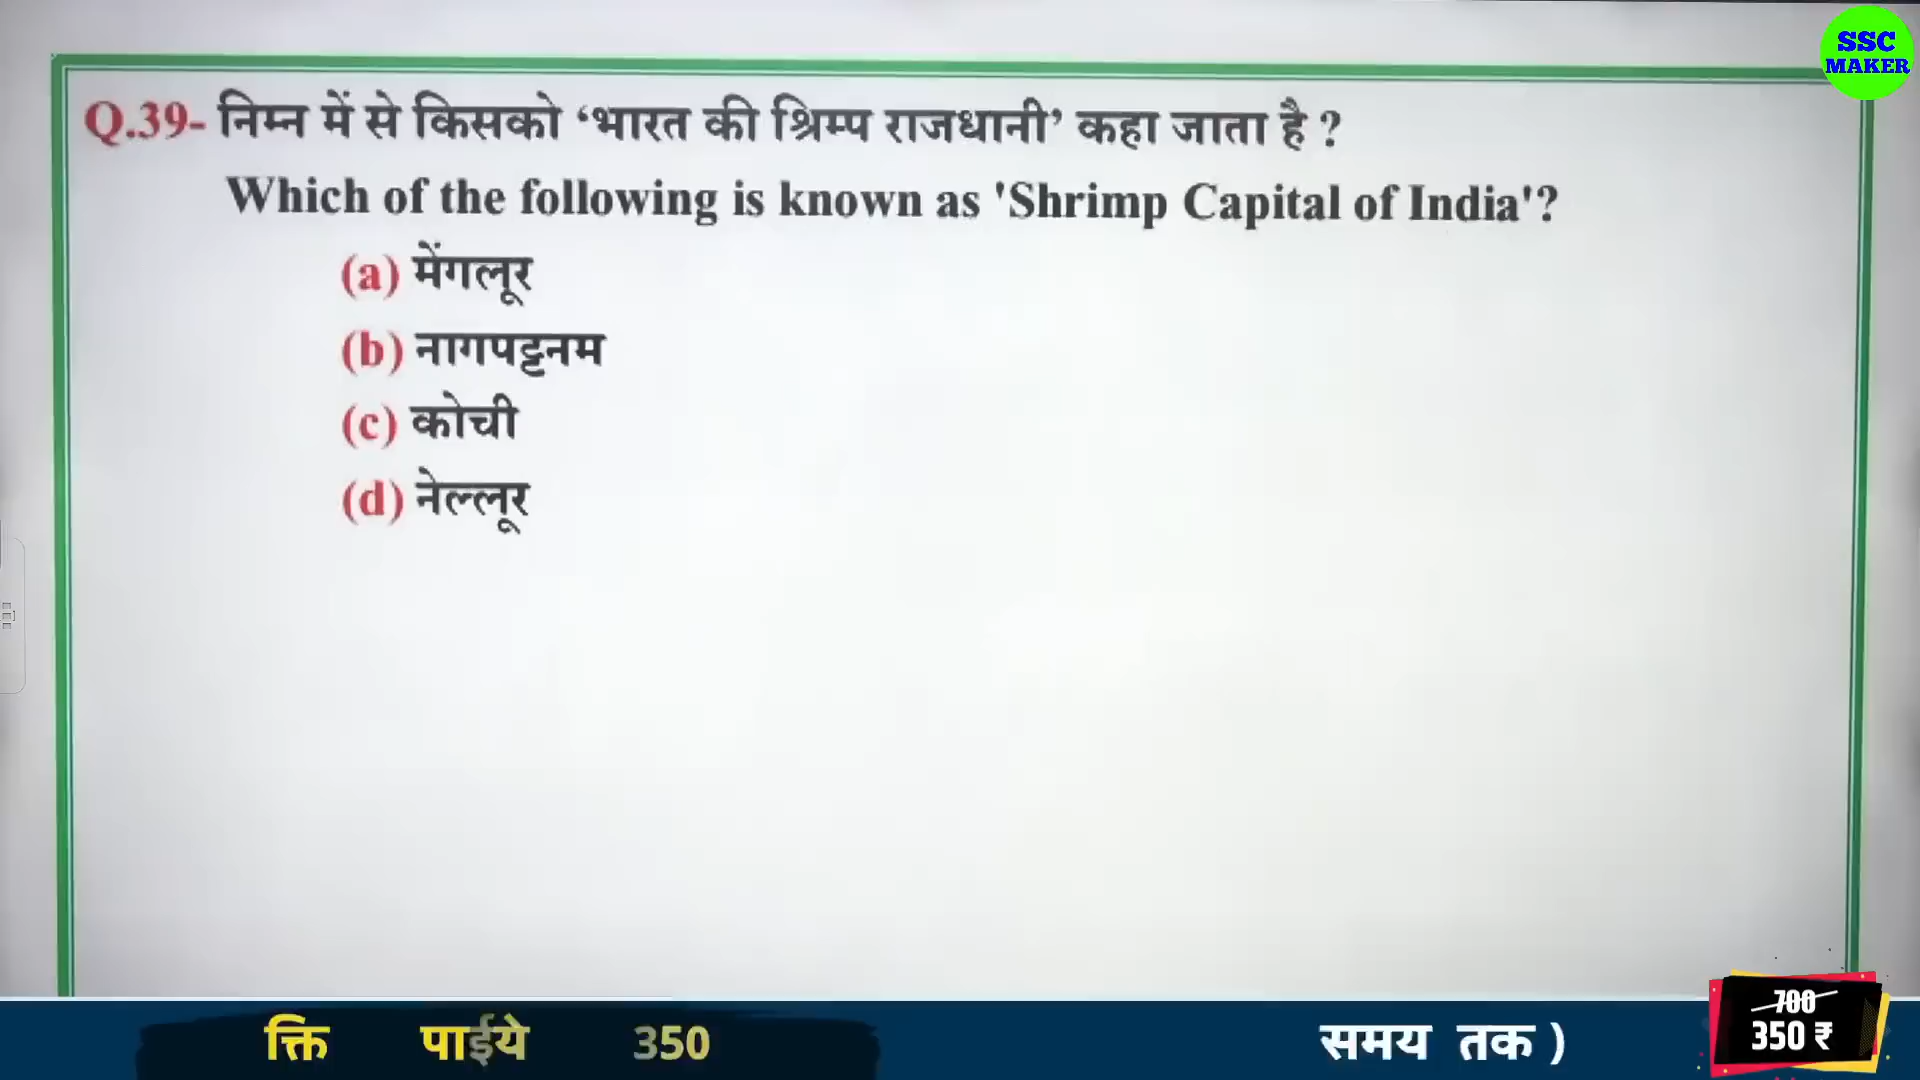 SSC
MAKER
Q.39- निम्न में से किसको ‘भारत की श्रिम्प राजधानी’ कहा जाता है ?
Which of the following is known as 'Shrimp Capital of India'?
(a) मेंगलूर
(b) नागपट्टनम
(c) कोची
(d) नेल्लूर
क्ति पाईये 350 समय तक )
700
350 ₹